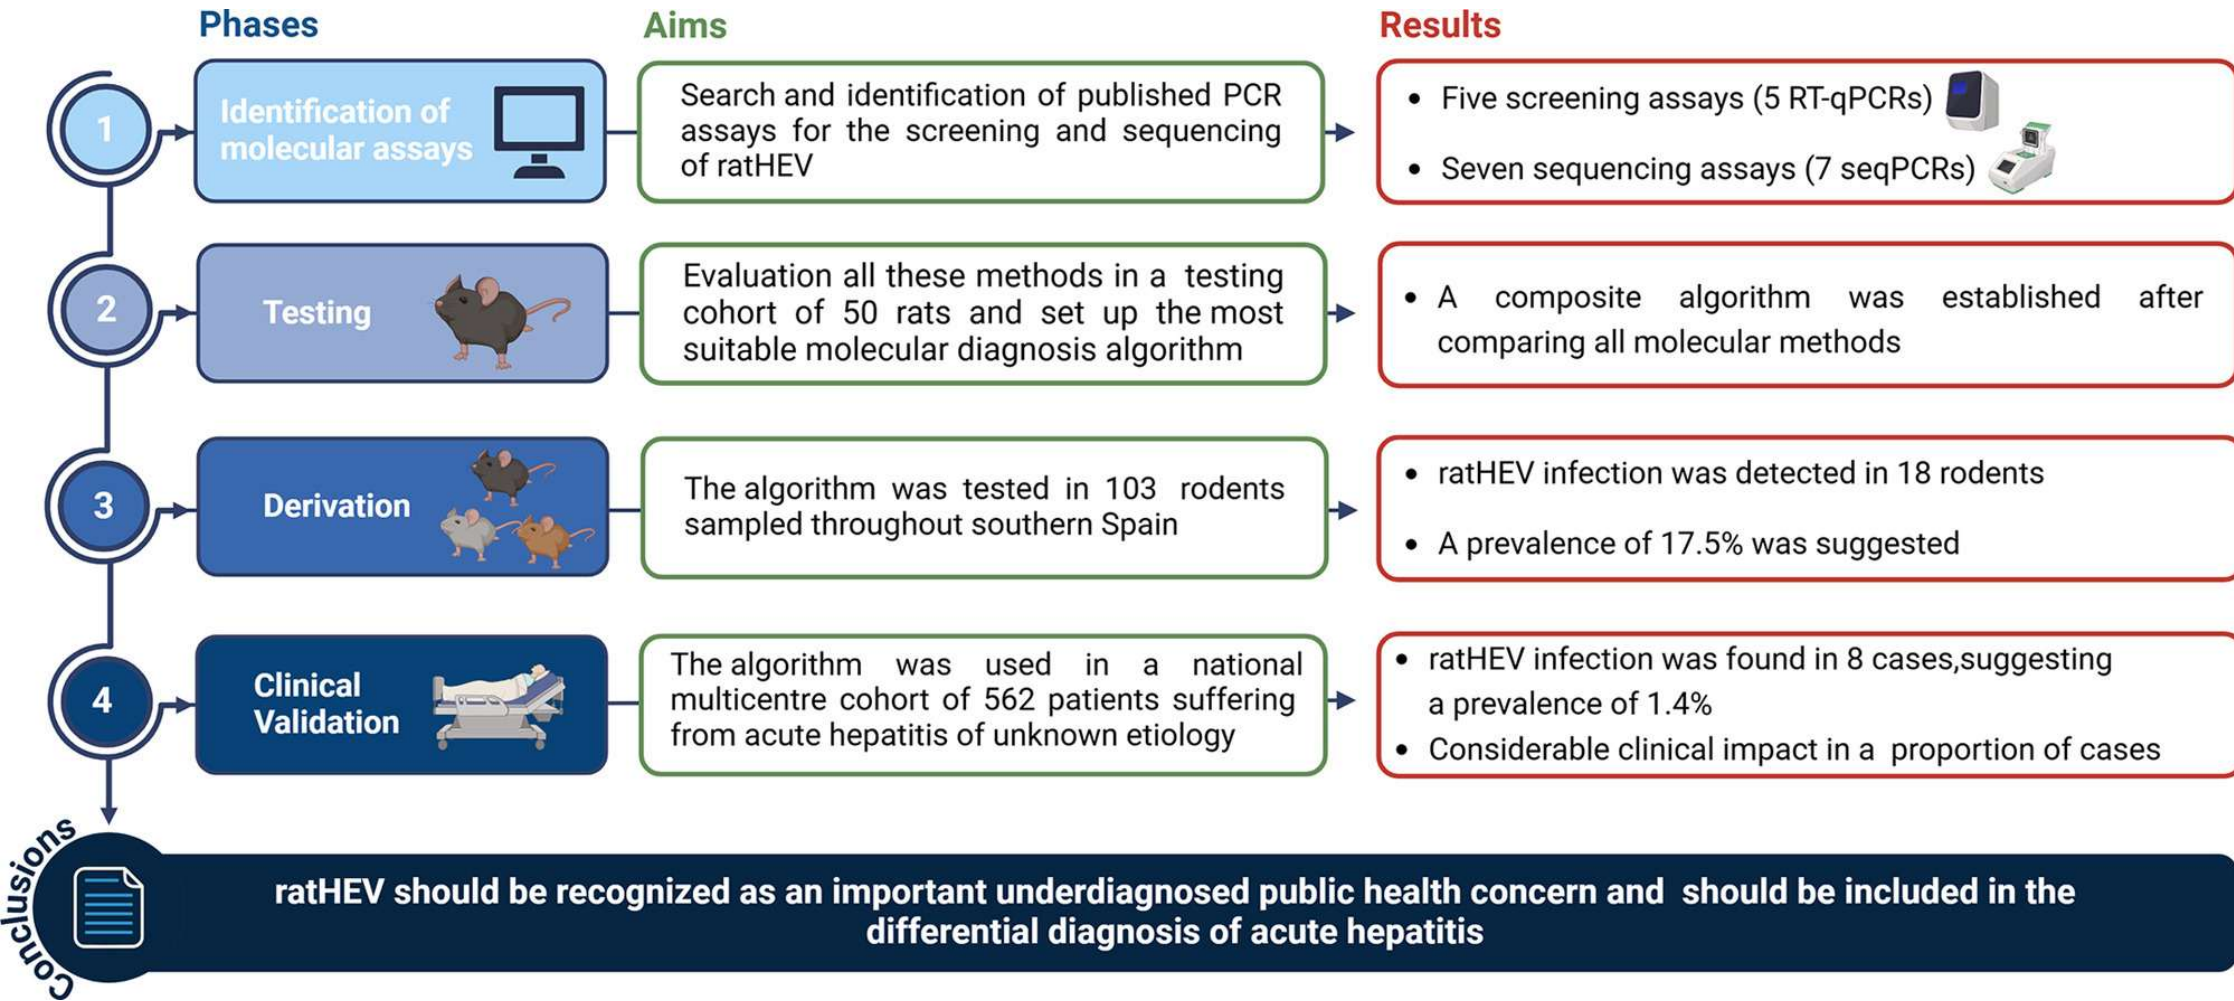 Phases
Aims
Results
1
Identification of
molecular assays
Search and identification of published PCR
assays for the screening and sequencing
of ratHEV
• Five screening assays (5 RT-qPCRs)
• Seven sequencing assays (7 seqPCRs)
2
Testing
Evaluation all these methods in a testing
cohort of 50 rats and set up the most
suitable molecular diagnosis algorithm
• A composite algorithm was established after
comparing all molecular methods
3
Derivation
The algorithm was tested in 103 rodents
sampled throughout southern Spain
• ratHEV infection was detected in 18 rodents
• A prevalence of 17.5% was suggested
4
Clinical
Validation
The algorithm was used in a national
multicentre cohort of 562 patients suffering
from acute hepatitis of unknown etiology
• ratHEV infection was found in 8 cases,suggesting
a prevalence of 1.4%
• Considerable clinical impact in a proportion of cases
Conclusions
ratHEV should be recognized as an important underdiagnosed public health concern and should be included in the
differential diagnosis of acute hepatitis